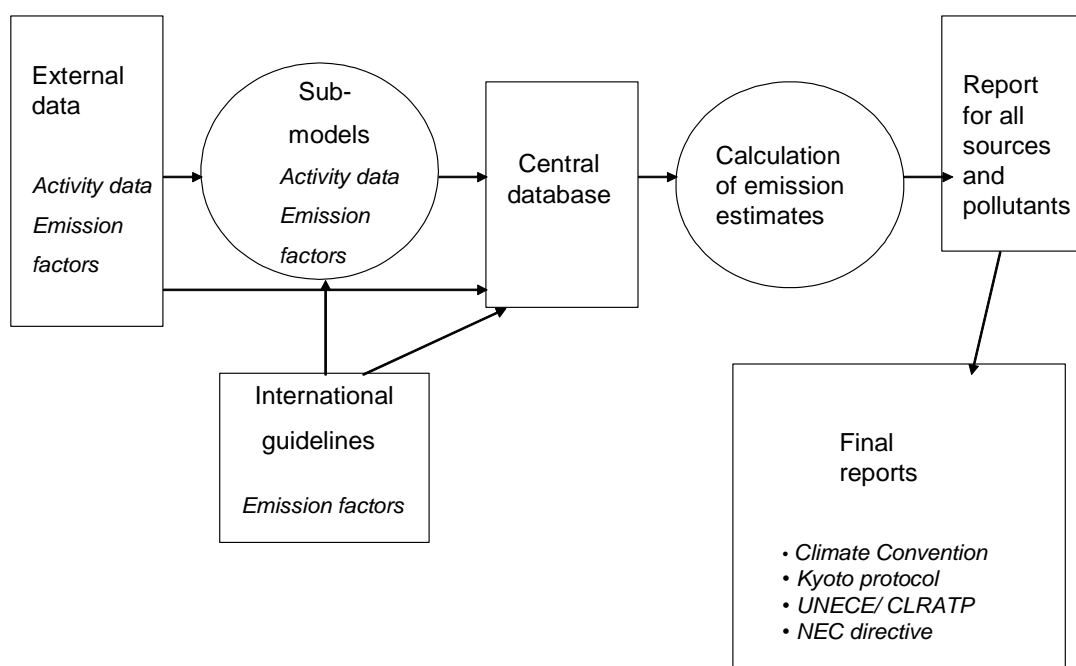 External
data
Activity data
Emission
factors
Sub-
models
Activity data
Emission
factors
International
guidelines
Emission factors
Central
database
Calculation
of emission
estimates
Report
for all
sources
and
pollutants
Final
reports
• Climate Convention
• Kyoto protocol
• UNECE/ CLRATP
• NEC directive